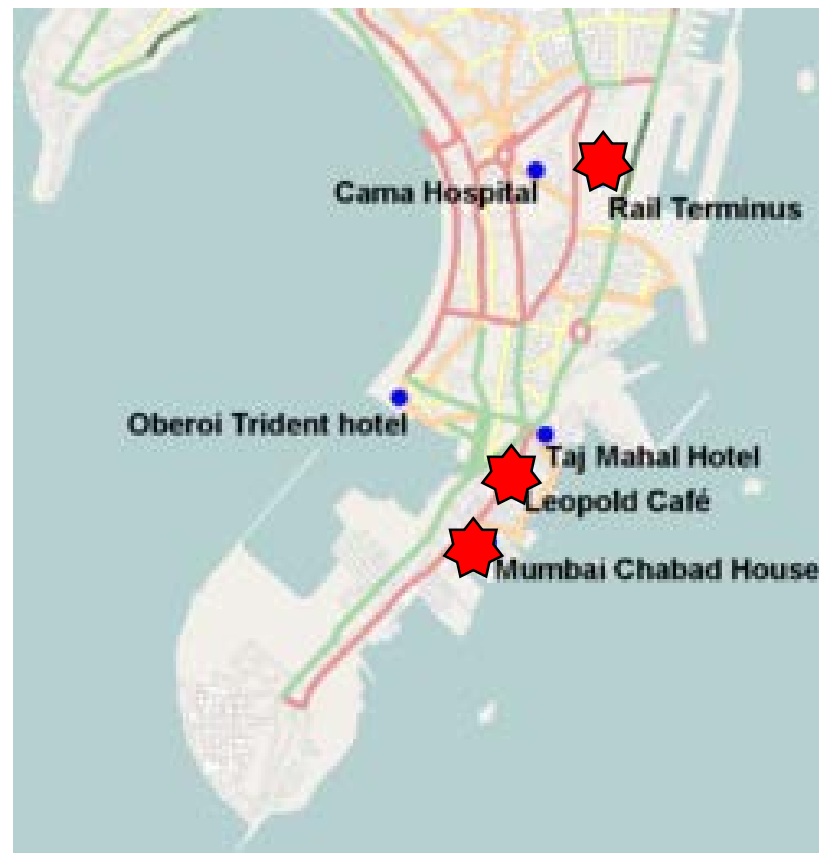 Cama Hospital
Rail Terminus
Oberoi Trident hotel
Taj Mahal Hotel
Leopold Café
Mumbai Chabad House